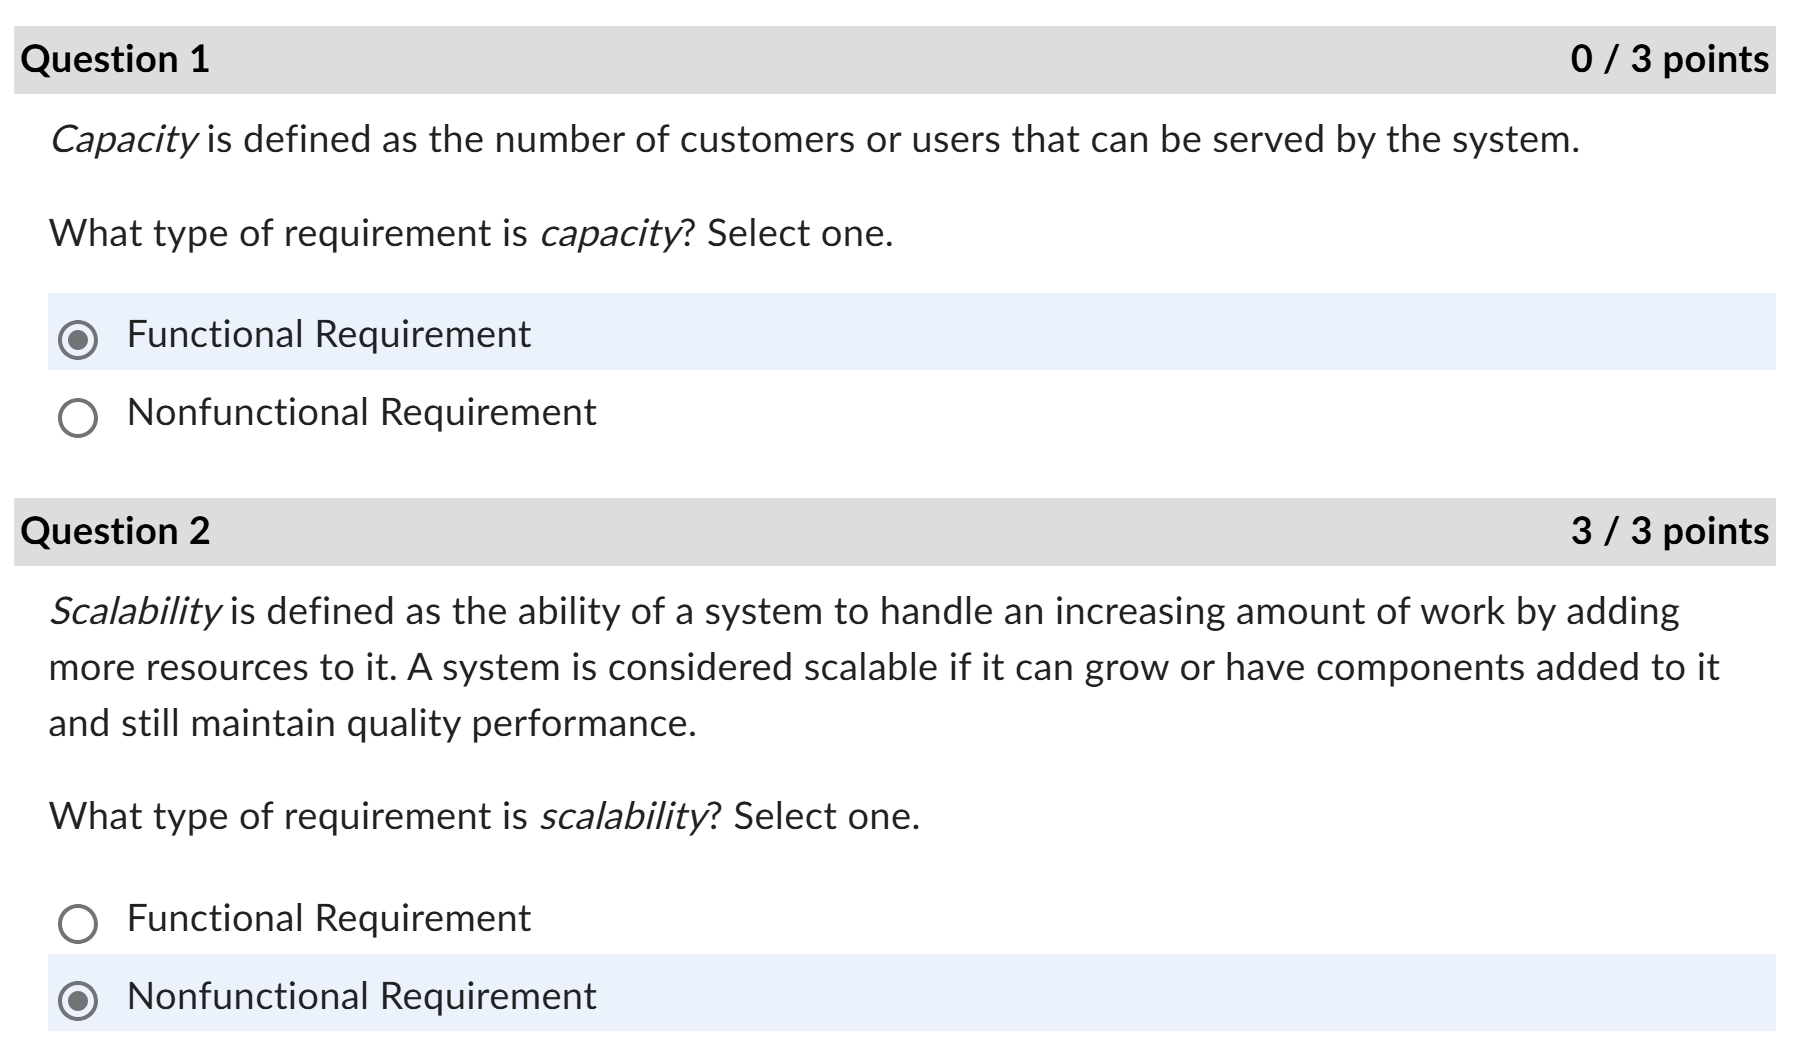 Question 1
0 / 3 points
Capacity is defined as the number of customers or users that can be served by the system.
What type of requirement is capacity? Select one.
Functional Requirement
Nonfunctional Requirement
Question 2
3 / 3 points
Scalability is defined as the ability of a system to handle an increasing amount of work by adding
more resources to it. A system is considered scalable if it can grow or have components added to it
and still maintain quality performance.
What type of requirement is scalability? Select one.
Functional Requirement
Nonfunctional Requirement